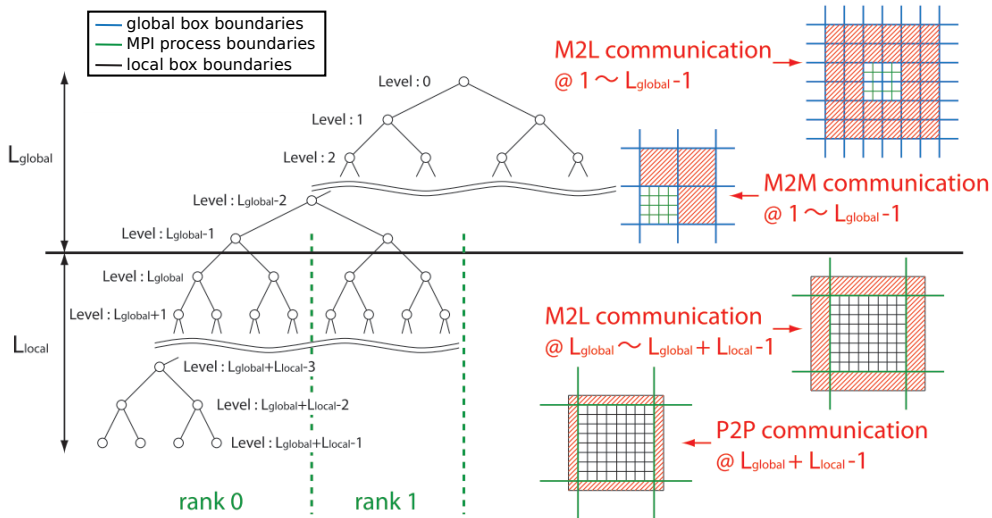 global box boundaries
MPI process boundaries
local box boundaries
M2L communication
@ 1 ～ Lglobal-1
Level : 0
Level : 1
Lglobal
Level : 2
M2M communication
@ 1 ～ Lglobal-1
Level : Lglobal-2
Level : Lglobal-1
Level : Lglobal
Level : Lglobal+1
M2L communication
@ Lglobal ～ Lglobal + Llocal-1
Llocal
Level : Lglobal+Llocal-3
Level : Lglobal+Llocal-2
Level : Lglobal+Llocal-1
P2P communication
@ Lglobal + Llocal-1
rank 0
rank 1